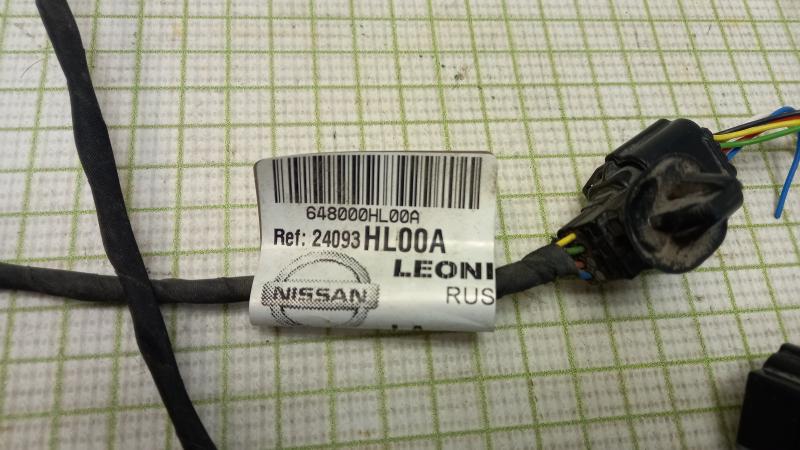 648000HL00A
Ref: 24093HL00A
LEONI
NISSAN RUS